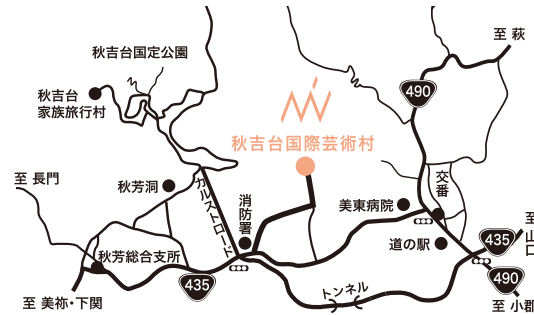 至 萩
秋吉台国定公園
490
秋吉台
家族旅行村
秋吉台国際芸術村
至 長門
秋芳洞
カルストロード
消防署
美東病院
交番
道の駅
至 山口
435
秋芳総合支所
435
490
トンネル
至 美祢・下関
至 小郡